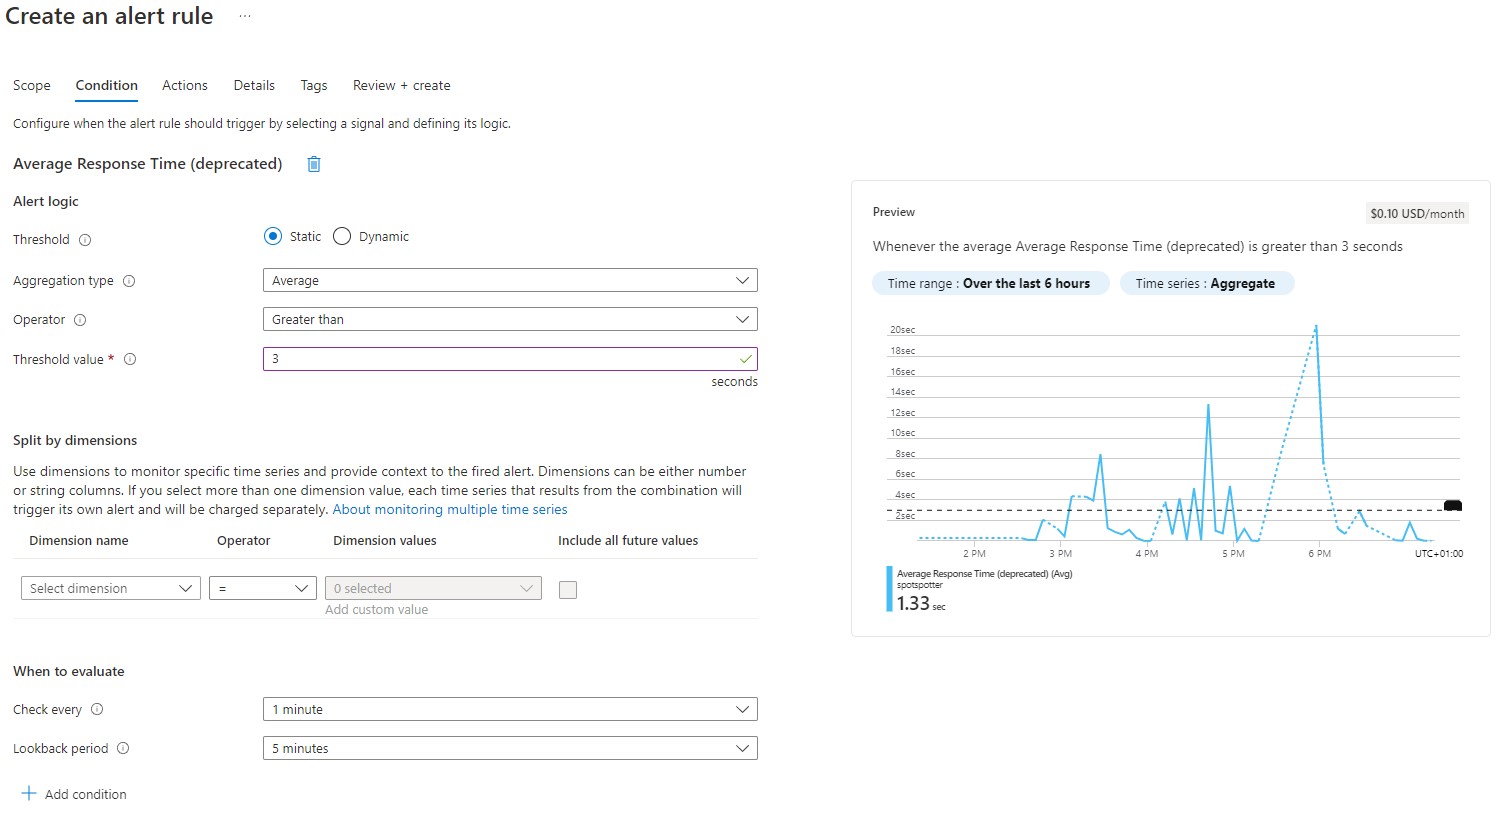 Create an alert rule ...
Scope Condition Actions Details Tags Review + create
Configure when the alert rule should trigger by selecting a signal and defining its logic.
Average Response Time (deprecated)
Alert logic
Threshold Static Dynamic
Aggregation type Average
Operator Greater than
Threshold value * 3
seconds
Split by dimensions
Use dimensions to monitor specific time series and provide context to the fired alert. Dimensions can be either number
or string columns. If you select more than one dimension value, each time series that results from the combination will
trigger its own alert and will be charged separately. About monitoring multiple time series
Dimension name Operator Dimension values Include all future values
Select dimension = 0 selected
Add custom value
When to evaluate
Check every 1 minute
Lookback period 5 minutes
+ Add condition
Preview $0.10 USD/month
Whenever the average Average Response Time (deprecated) is greater than 3 seconds
Time range : Over the last 6 hours Time series : Aggregate
20sec
18sec
16sec
14sec
12sec
10sec
8sec
6sec
4sec
2sec
2 PM 3 PM 4 PM 5 PM 6 PM UTC+01:00
Average Response Time (deprecated) (Avg)
spotspotter
1.33 sec